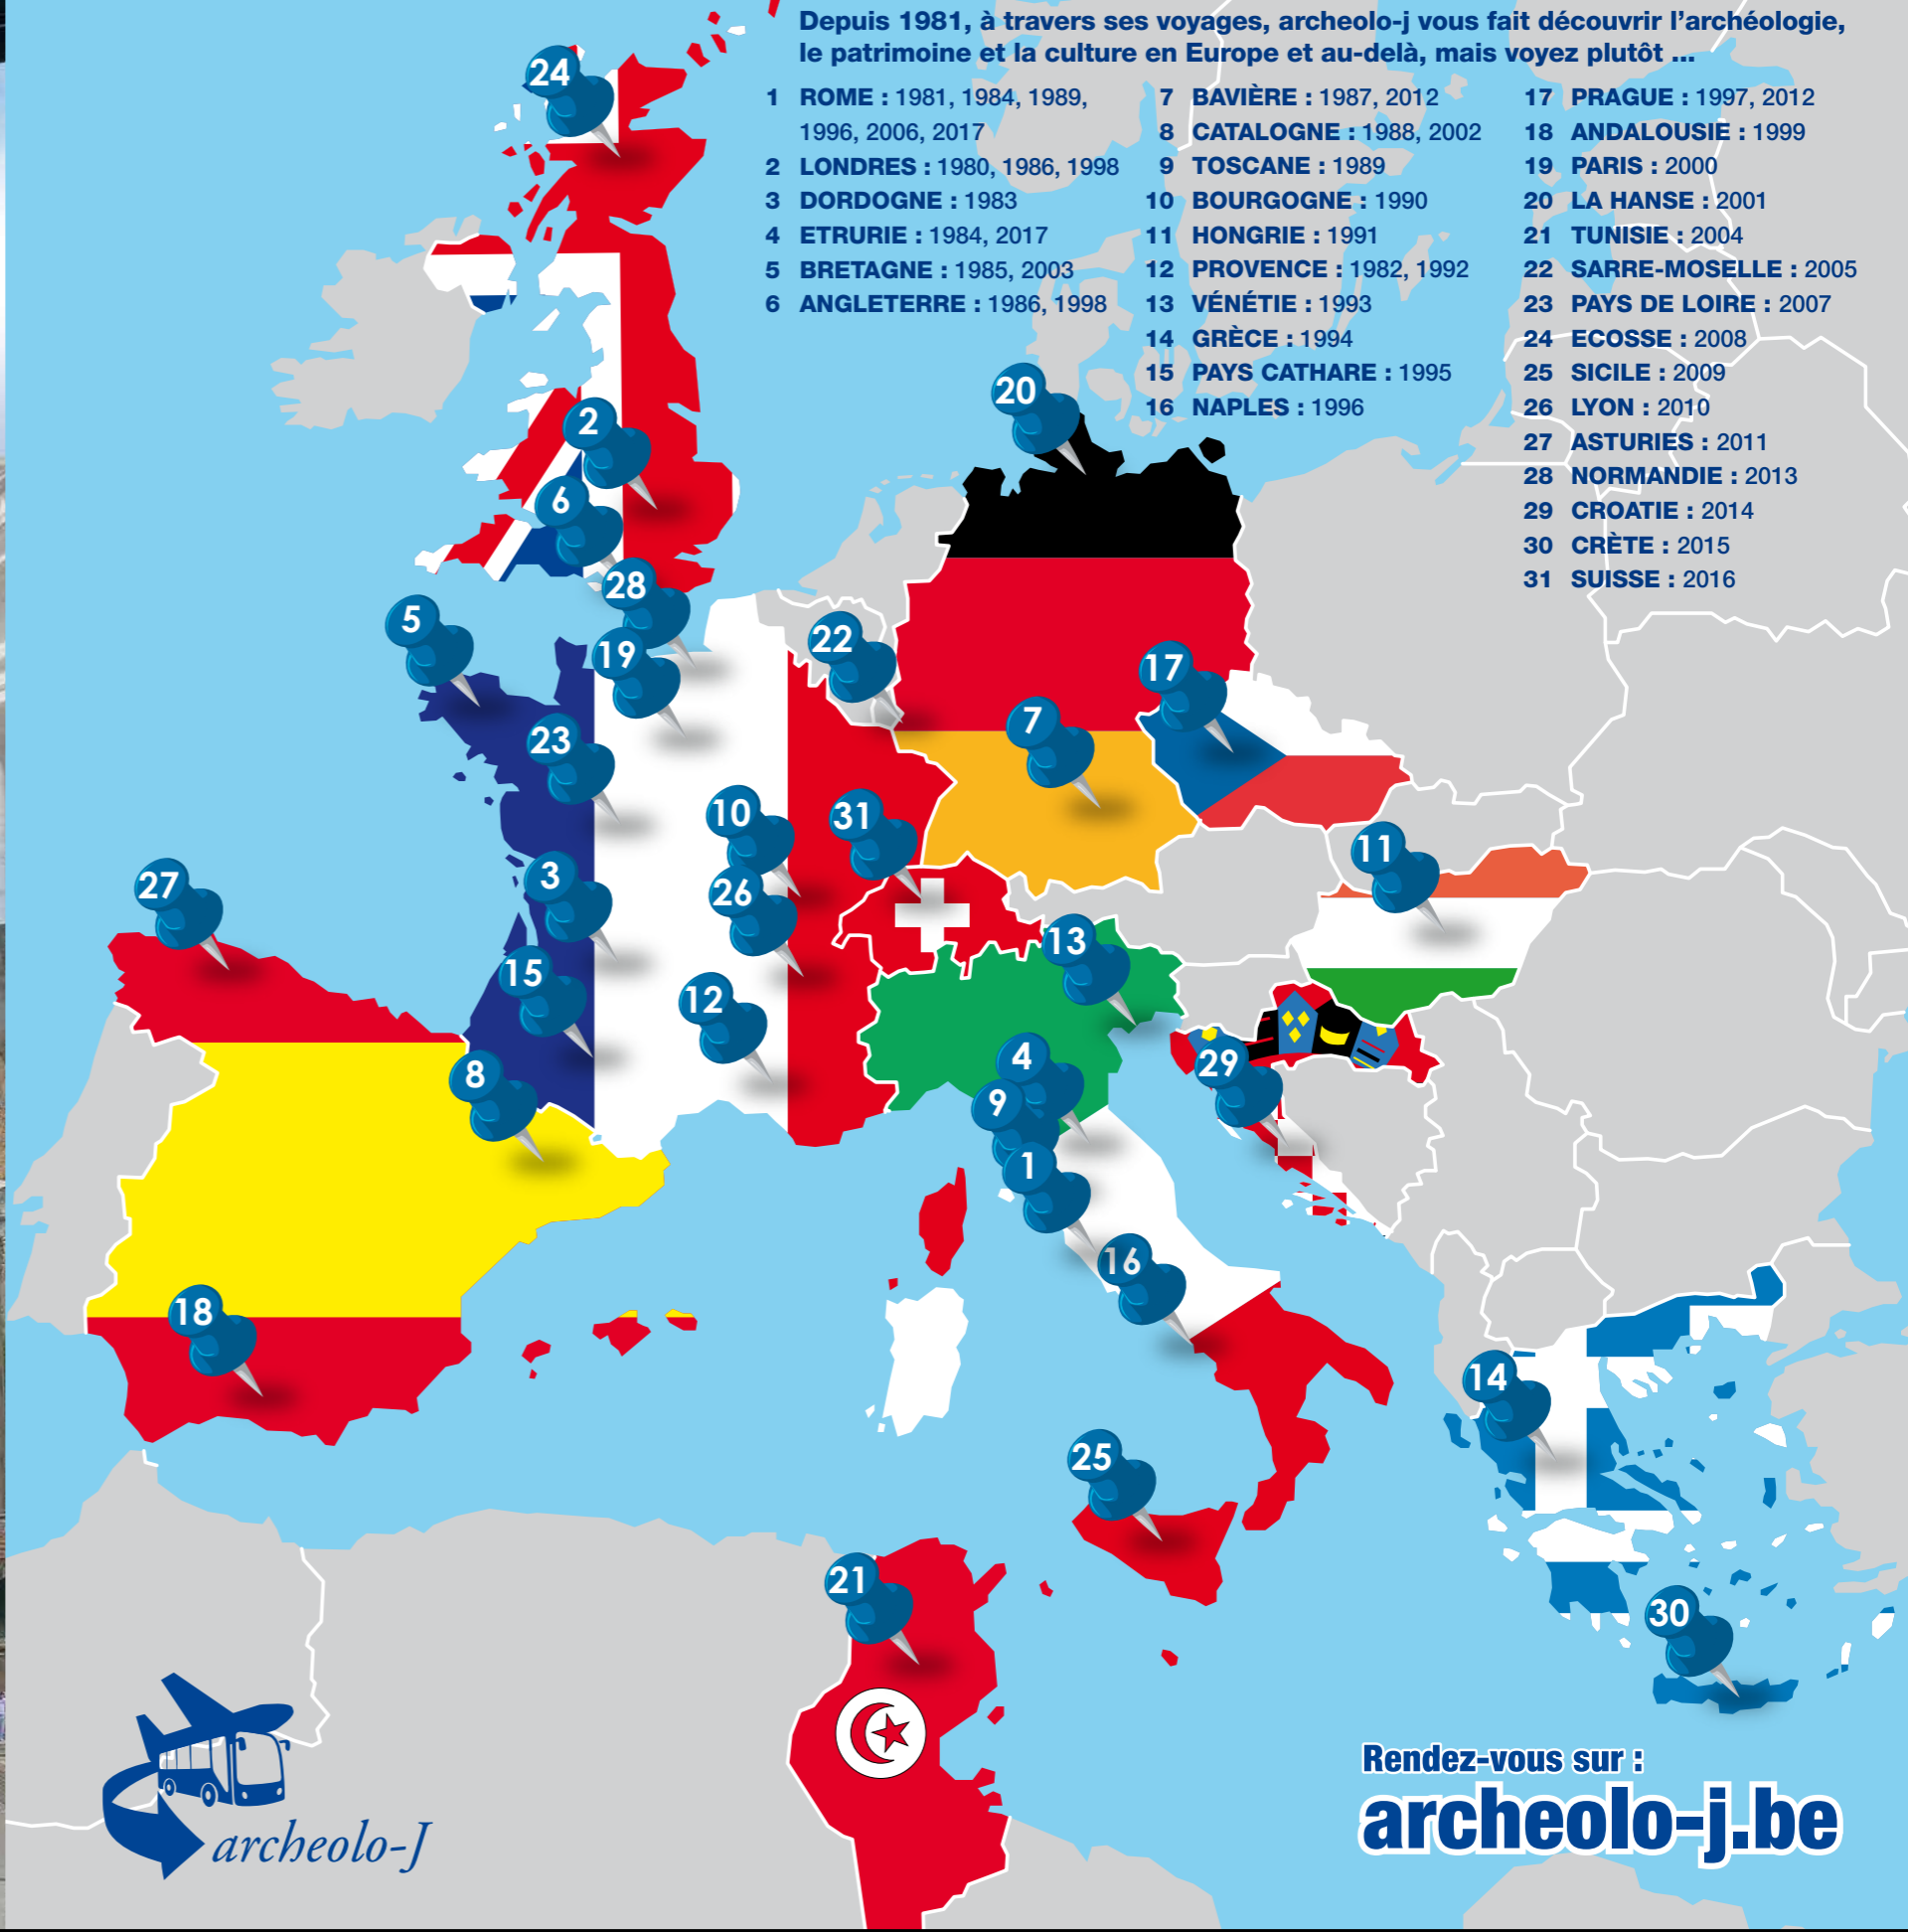 Depuis 1981, à travers ses voyages, archeolo-j vous fait découvrir l'archéologie,
le patrimoine et la culture en Europe et au-delà, mais voyez plutôt ...
1 ROME : 1981, 1984, 1989,
1996, 2006, 2017
2 LONDRES : 1980, 1986, 1998
3 DORDOGNE : 1983
4 ETRURIE : 1984, 2017
5 BRETAGNE : 1985, 2003
6 ANGLETERRE : 1986, 1998
7 BAVIÈRE : 1987, 2012
8 CATALOGNE : 1988, 2002
9 TOSCANE : 1989
10 BOURGOGNE : 1990
11 HONGRIE : 1991
12 PROVENCE : 1982, 1992
13 VÉNÉTIE : 1993
14 GRÈCE : 1994
15 PAYS CATHARE : 1995
16 NAPLES : 1996
17 PRAGUE : 1997, 2012
18 ANDALOUSIE : 1999
19 PARIS : 2000
20 LA HANSE : 2001
21 TUNISIE : 2004
22 SARRE-MOSELLE : 2005
23 PAYS DE LOIRE : 2007
24 ECOSSE : 2008
25 SICILE : 2009
26 LYON : 2010
27 ASTURIES : 2011
28 NORMANDIE : 2013
29 CROATIE : 2014
30 CRÈTE : 2015
31 SUISSE : 2016
24
20
2
6
28
5
19
22
17
7
23
10
31
11
3
27
26
13
15
12
4
29
8
9
1
16
18
14
25
21
30
Rendez-vous sur :
archeolo-j.be
archeolo-J